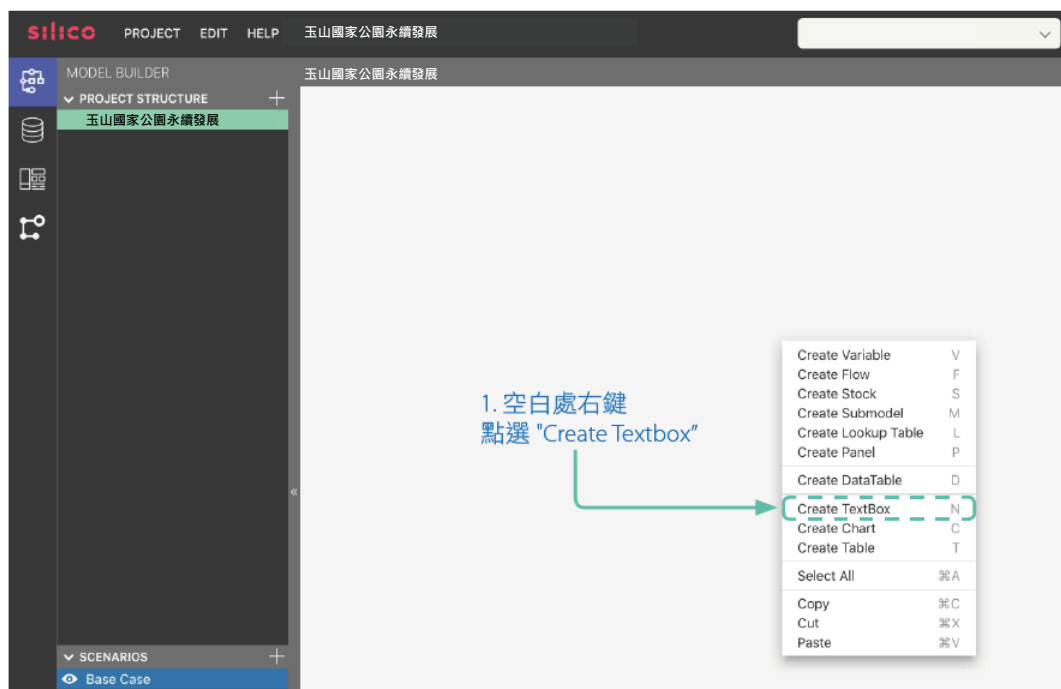 silico PROJECT EDIT HELP 玉山國家公園永續發展
MODEL BUILDER
玉山國家公園永續發展
PROJECT STRUCTURE
玉山國家公園永續發展
1. 空白處右鍵
點選 "Create Textbox"
Create Variable V
Create Flow F
Create Stock S
Create Submodel M
Create Lookup Table L
Create Panel P
Create DataTable D
Create TextBox N
Create Chart C
Create Table T
Select All ⌘A
Copy ⌘C
Cut ⌘X
Paste ⌘V
SCENARIOS
Base Case